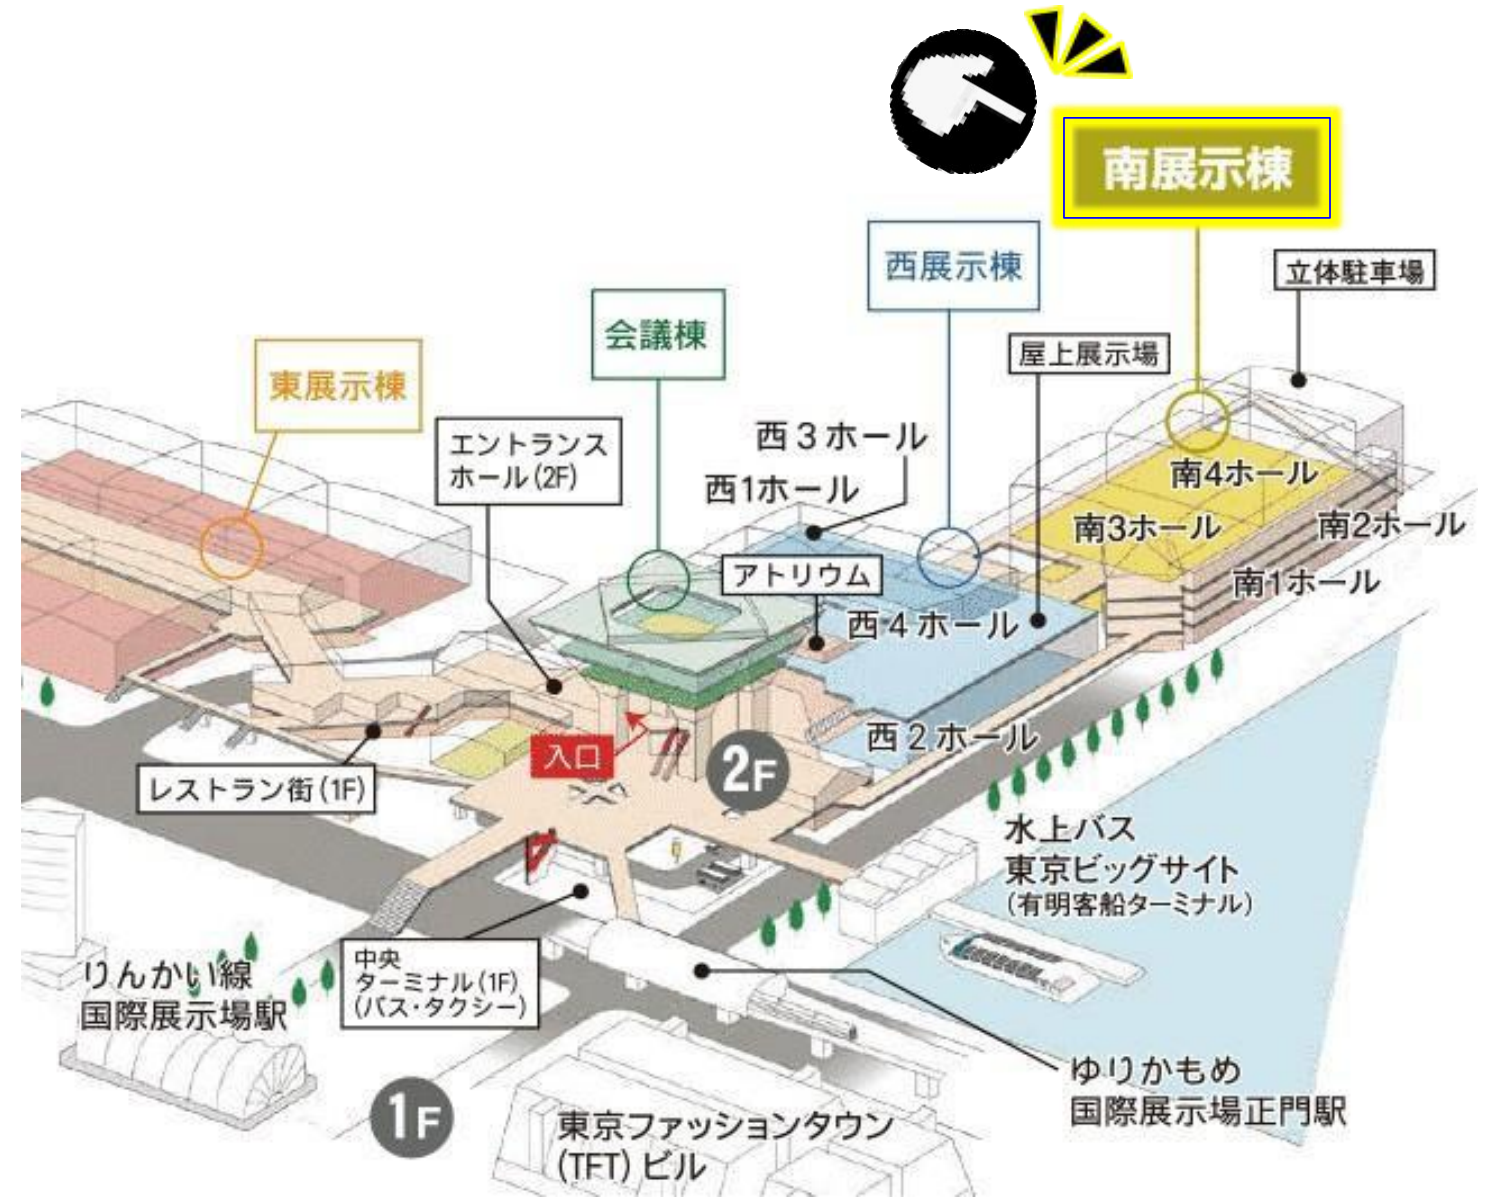 南展示棟
西展示棟
立体駐車場
会議棟
屋上展示場
東展示棟
エントランス
ホール(2F)
西3ホール
西1ホール
南4ホール
南3ホール
南2ホール
アトリウム
南1ホール
西4ホール
西2ホール
入口
2F
レストラン街(1F)
水上バス
東京ビッグサイト
(有明客船ターミナル)
中央
ターミナル(1F)
(バス・タクシー)
りんかい線
国際展示場駅
ゆりかもめ
国際展示場正門駅
1F
東京ファッションタウン
(TFT)ビル